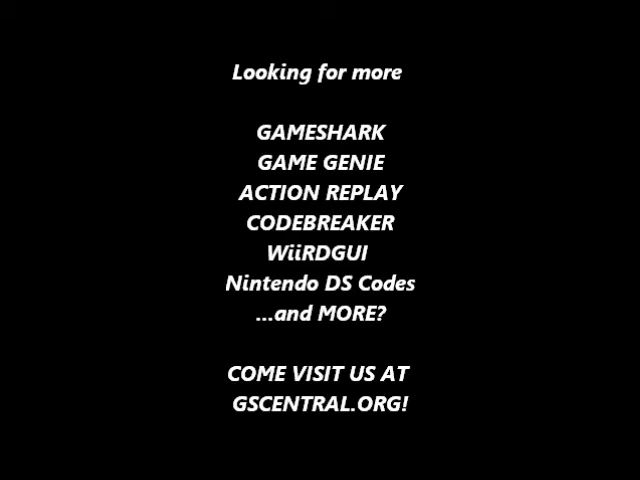 Looking for more
GAMESHARK
GAME GENIE
ACTION REPLAY
CODEBREAKER
WiiRDGUI
Nintendo DS Codes
...and MORE?
COME VISIT US AT
GSCENTRAL.ORG!